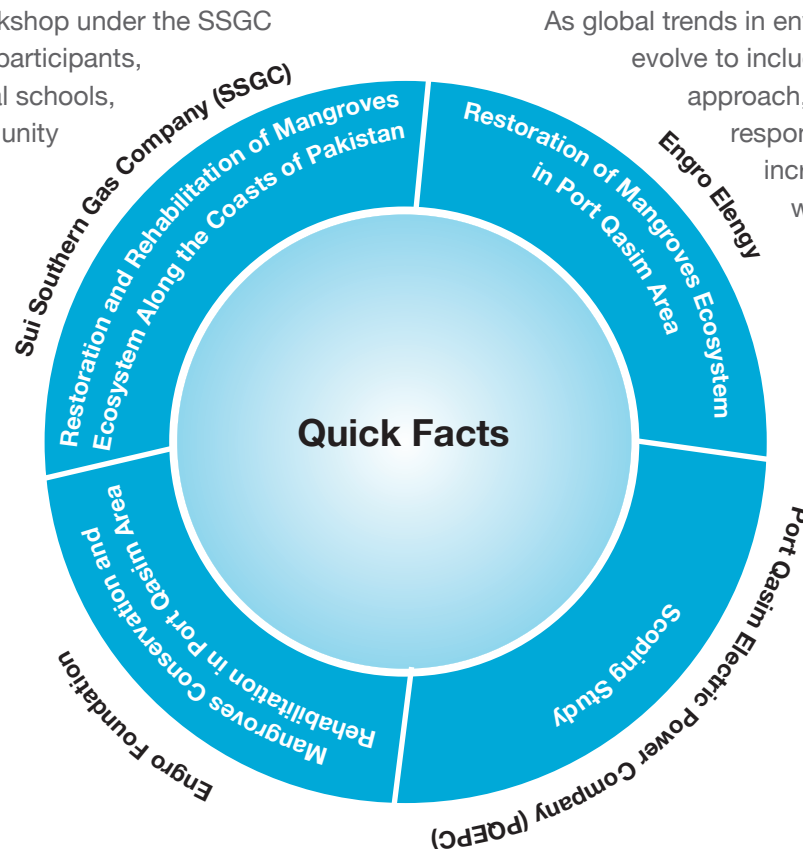 kshop under the SSGC
participants,
l schools,
unity
As global trends in en
evolve to inclu
approach,
respon
incr
w
Sui Southern Gas Company (SSGC)
Restoration and Rehabilitation of Mangroves
Ecosystem Along the Coasts of Pakistan
Engro Elengy
Restoration of Mangroves Ecosystem
in Port Qasim Area
Quick Facts
Port Qasim Electric Power Company (PQEPC)
Scoping Study
Engro Foundation
Mangroves Conservation and
Rehabilitation in Port Qasim Area